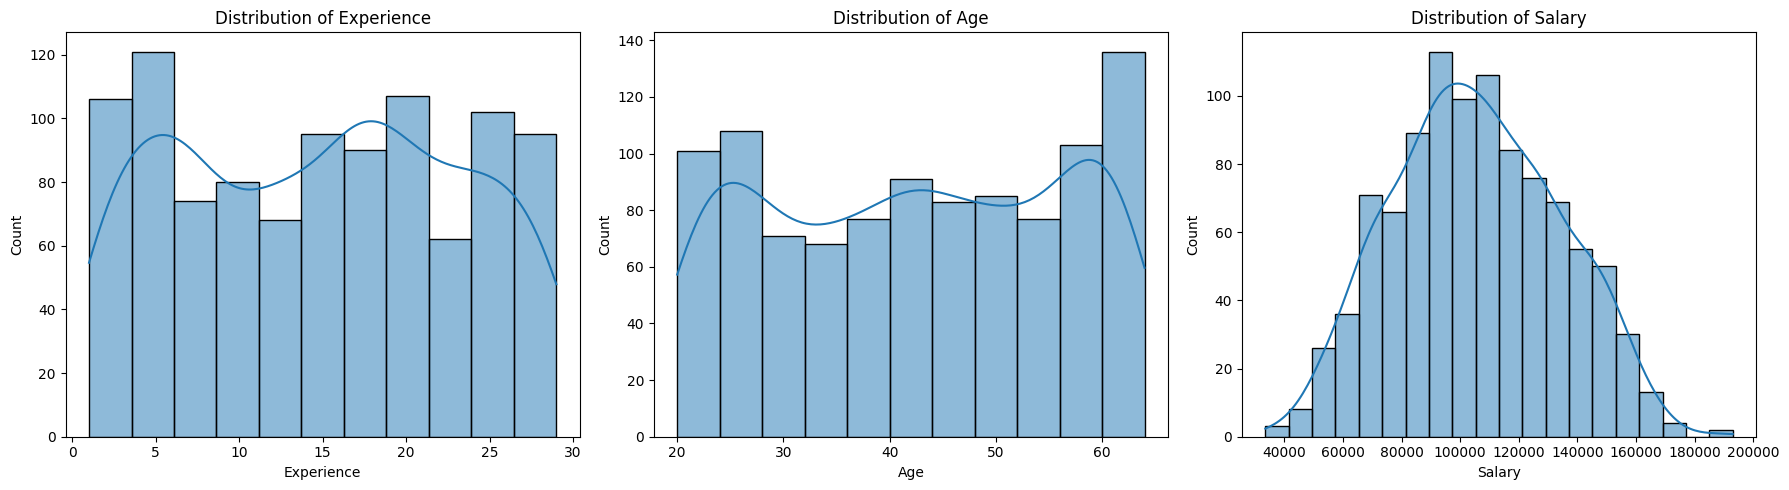 Distribution of Experience
120
100
80
60
40
20
0
Count
0 5 10 15 20 25 30
Experience
Distribution of Age
140
120
100
80
60
40
20
0
Count
20 30 40 50 60
Age
Distribution of Salary
100
80
60
40
20
0
Count
40000 60000 80000 100000 120000 140000 160000 180000 200000
Salary